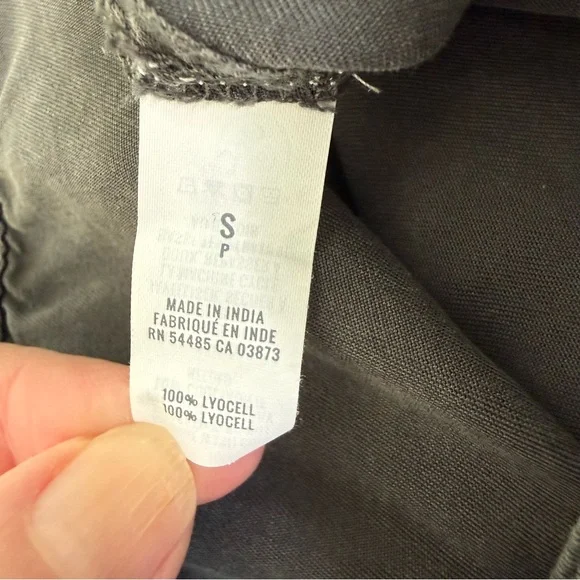 S
P
MADE IN INDIA
FABRIQUÉ EN INDE
RN 54485 CA 03873
100% LYOCELL
100% LYOCELL